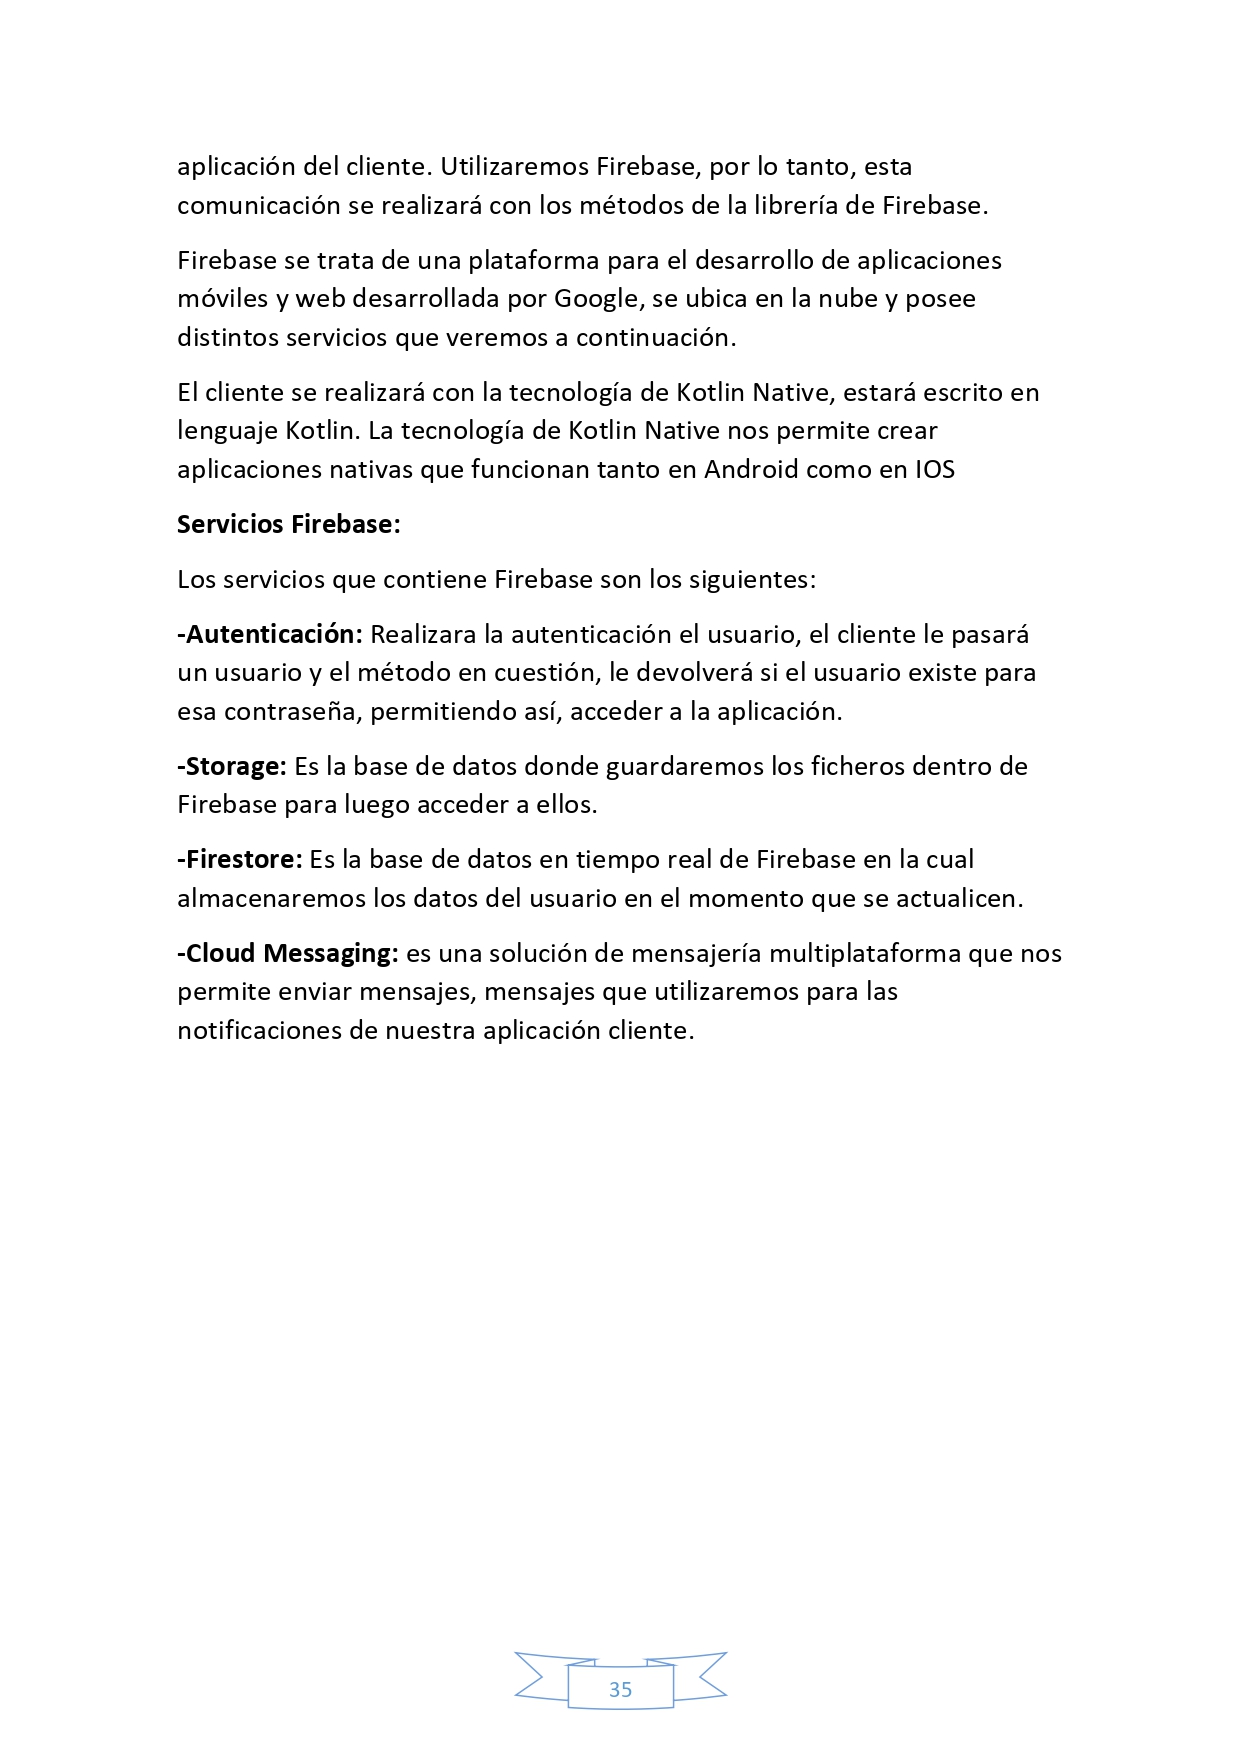 aplicación del cliente. Utilizaremos Firebase, por lo tanto, esta
comunicación se realizará con los métodos de la librería de Firebase.
Firebase se trata de una plataforma para el desarrollo de aplicaciones
móviles y web desarrollada por Google, se ubica en la nube y posee
distintos servicios que veremos a continuación.
El cliente se realizará con la tecnología de Kotlin Native, estará escrito en
lenguaje Kotlin. La tecnología de Kotlin Native nos permite crear
aplicaciones nativas que funcionan tanto en Android como en IOS
Servicios Firebase:
Los servicios que contiene Firebase son los siguientes:
-Autenticación: Realizara la autenticación el usuario, el cliente le pasará
un usuario y el método en cuestión, le devolverá si el usuario existe para
esa contraseña, permitiendo así, acceder a la aplicación.
-Storage: Es la base de datos donde guardaremos los ficheros dentro de
Firebase para luego acceder a ellos.
-Firestore: Es la base de datos en tiempo real de Firebase en la cual
almacenaremos los datos del usuario en el momento que se actualicen.
-Cloud Messaging: es una solución de mensajería multiplataforma que nos
permite enviar mensajes, mensajes que utilizaremos para las
notificaciones de nuestra aplicación cliente.
35